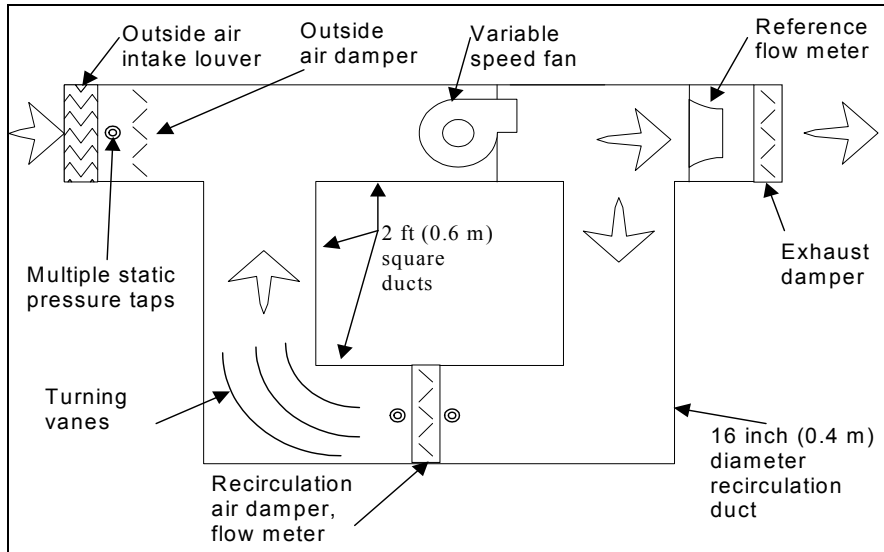 Outside air
intake louver
Outside
air damper
Variable
speed fan
Reference
flow meter
Multiple static
pressure taps
2 ft (0.6 m)
square
ducts
Exhaust
damper
Turning
vanes
Recirculation
air damper,
flow meter
16 inch (0.4 m)
diameter
recirculation
duct